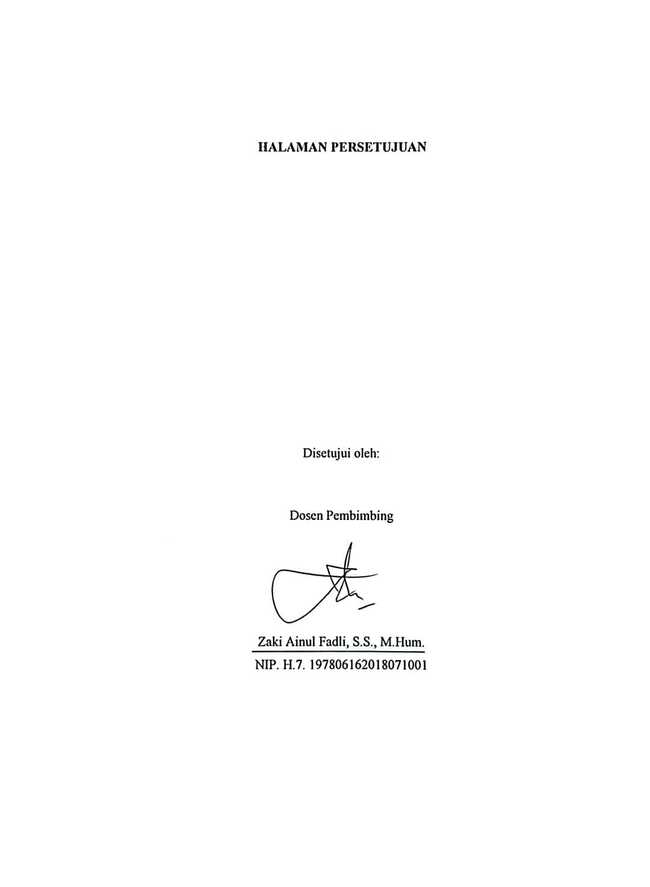 HALAMAN PERSETUJUAN
Disetujui oleh:
Dosen Pembimbing
Zaki Ainul Fadli, S.S., M.Hum.
NIP. H.7. 197806162018071001